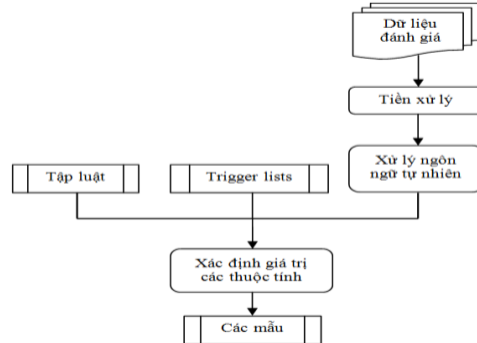 Dữ liệu
đánh giá
Tiền xử lý
Xử lý ngôn
ngữ tự nhiên
Tập luật
Trigger lists
Xác định giá trị
các thuộc tính
Các mẫu